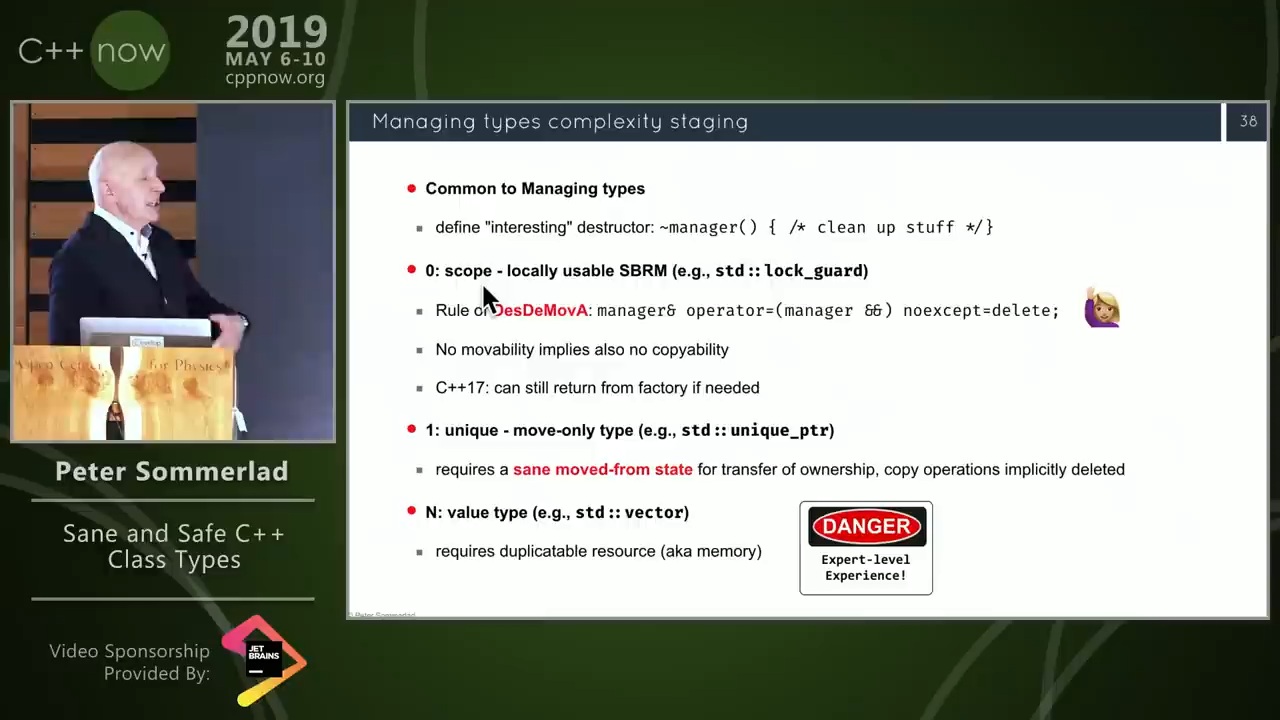 C++ now
2019
MAY 6-10
cppnow.org
Managing types complexity staging
38
Common to Managing types
define "interesting" destructor: ~manager() { /* clean up stuff */}
0: scope - locally usable SBRM (e.g., std::lock_guard)
Rule of DesDeMovA: manager& operator=(manager &&) noexcept=delete;
No movability implies also no copyability
C++17: can still return from factory if needed
1: unique - move-only type (e.g., std::unique_ptr)
requires a sane moved-from state for transfer of ownership, copy operations implicitly deleted
N: value type (e.g., std::vector)
requires duplicatable resource (aka memory)
DANGER
Expert-level
Experience!
© Peter Sommerlad
Center for Physics
Peter Sommerlad
Sane and Safe C++
Class Types
Video Sponsorship
Provided By:
JET
BRAINS